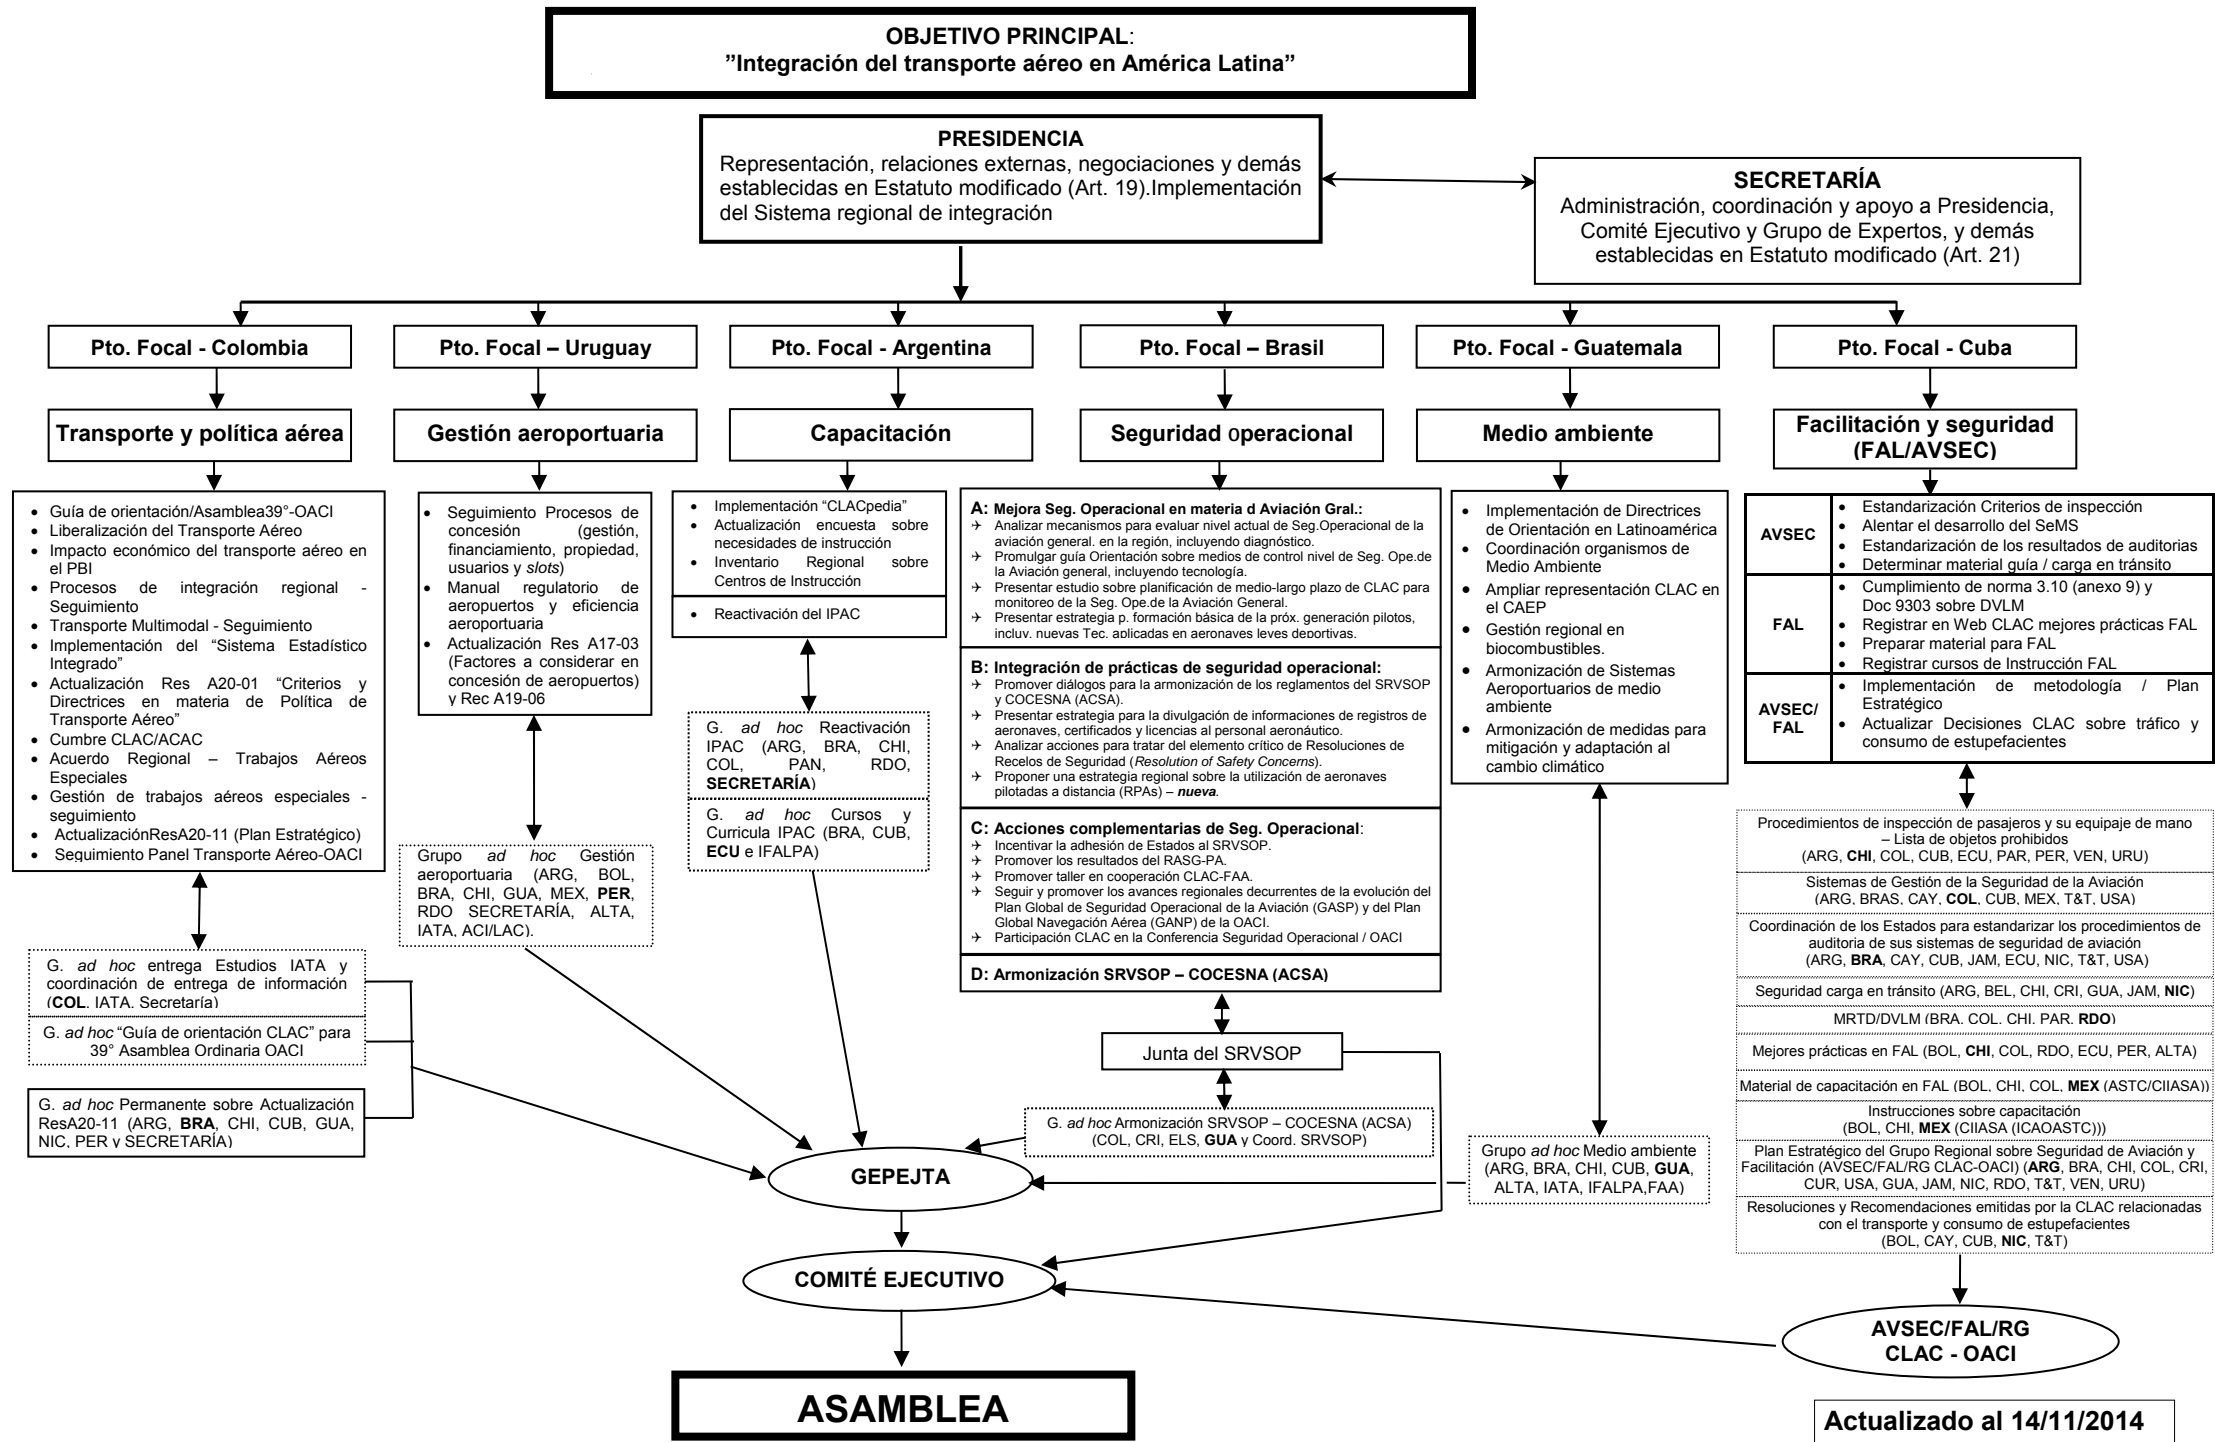 OBJETIVO PRINCIPAL:
”Integración del transporte aéreo en América Latina”
PRESIDENCIA
Representación, relaciones externas, negociaciones y demás
establecidas en Estatuto modificado (Art. 19).Implementación
del Sistema regional de integración
SECRETARÍA
Administración, coordinación y apoyo a Presidencia,
Comité Ejecutivo y Grupo de Expertos, y demás
establecidas en Estatuto modificado (Art. 21)
Pto. Focal - Colombia
Pto. Focal – Uruguay
Pto. Focal - Argentina
Pto. Focal – Brasil
Pto. Focal - Guatemala
Pto. Focal - Cuba
Transporte y política aérea
Gestión aeroportuaria
Capacitación
Seguridad operacional
Medio ambiente
Facilitación y seguridad
(FAL/AVSEC)
• Guía de orientación/Asamblea39°-OACI
• Liberalización del Transporte Aéreo
• Impacto económico del transporte aéreo en
el PBI
• Procesos de integración regional -
Seguimiento
• Transporte Multimodal - Seguimiento
• Implementación del “Sistema Estadístico
Integrado”
• Actualización Res A20-01 “Criterios y
Directrices en materia de Política de
Transporte Aéreo”
• Cumbre CLAC/ACAC
• Acuerdo Regional – Trabajos Aéreos
Especiales
• Gestión de trabajos aéreos especiales -
seguimiento
• ActualizaciónResA20-11 (Plan Estratégico)
• Seguimiento Panel Transporte Aéreo-OACI
G. ad hoc entrega Estudios IATA y
coordinación de entrega de información
(COL, IATA, Secretaría)
G. ad hoc “Guía de orientación CLAC” para
39° Asamblea Ordinaria OACI
G. ad hoc Permanente sobre Actualización
ResA20-11 (ARG, BRA, CHI, CUB, GUA,
NIC, PER y SECRETARÍA)
• Seguimiento Procesos de
concesión (gestión,
financiamiento, propiedad,
usuarios y slots)
• Manual regulatorio de
aeropuertos y eficiencia
aeroportuaria
• Actualización Res A17-03
(Factores a considerar en
concesión de aeropuertos)
y Rec A19-06
Grupo ad hoc Gestión
aeroportuaria (ARG, BOL,
BRA, CHI, GUA, MEX, PER,
RDO SECRETARÍA, ALTA,
IATA, ACI/LAC).
• Implementación “CLACpedia”
• Actualización encuesta sobre
necesidades de instrucción
• Inventario Regional sobre
Centros de Instrucción
• Reactivación del IPAC
G. ad hoc Reactivación
IPAC (ARG, BRA, CHI,
COL, PAN, RDO,
SECRETARÍA)
G. ad hoc Cursos y
Curricula IPAC (BRA, CUB,
ECU e IFALPA)
A: Mejora Seg. Operacional en materia d Aviación Gral.:
Analizar mecanismos para evaluar nivel actual de Seg.Operacional de la
aviación general. en la región, incluyendo diagnóstico.
Promulgar guía Orientación sobre medios de control nivel de Seg. Ope.de
la Aviación general, incluyendo tecnología.
Presentar estudio sobre planificación de medio-largo plazo de CLAC para
monitoreo de la Seg. Ope.de la Aviación General.
Presentar estrategia p. formación básica de la próx. generación pilotos,
incluy. nuevas Tec. aplicadas en aeronaves leves deportivas.
B: Integración de prácticas de seguridad operacional:
Promover diálogos para la armonización de los reglamentos del SRVSOP
y COCESNA (ACSA).
Presentar estrategia para la divulgación de informaciones de registros de
aeronaves, certificados y licencias al personal aeronáutico.
Analizar acciones para tratar del elemento crítico de Resoluciones de
Recelos de Seguridad (Resolution of Safety Concerns).
Proponer una estrategia regional sobre la utilización de aeronaves
pilotadas a distancia (RPAs) – nueva.
C: Acciones complementarias de Seg. Operacional:
Incentivar la adhesión de Estados al SRVSOP.
Promover los resultados del RASG-PA.
Promover taller en cooperación CLAC-FAA.
Seguir y promover los avances regionales decurrentes de la evolución del
Plan Global de Seguridad Operacional de la Aviación (GASP) y del Plan
Global Navegación Aérea (GANP) de la OACI.
Participación CLAC en la Conferencia Seguridad Operacional / OACI
D: Armonización SRVSOP – COCESNA (ACSA)
Junta del SRVSOP
G. ad hoc Armonización SRVSOP – COCESNA (ACSA)
(COL, CRI, ELS, GUA y Coord. SRVSOP)
• Implementación de Directrices
de Orientación en Latinoamérica
• Coordinación organismos de
Medio Ambiente
• Ampliar representación CLAC en
el CAEP
• Gestión regional en
biocombustibles.
• Armonización de Sistemas
Aeroportuarios de medio
ambiente
• Armonización de medidas para
mitigación y adaptación al
cambio climático
Grupo ad hoc Medio ambiente
(ARG, BRA, CHI, CUB, GUA,
ALTA, IATA, IFALPA,FAA)
AVSEC
• Estandarización Criterios de inspección
• Alentar el desarrollo del SeMS
• Estandarización de los resultados de auditorias
• Determinar material guía / carga en tránsito
FAL
• Cumplimiento de norma 3.10 (anexo 9) y
Doc 9303 sobre DVLM
• Registrar en Web CLAC mejores prácticas FAL
• Preparar material para FAL
• Registrar cursos de Instrucción FAL
AVSEC/
FAL
• Implementación de metodología / Plan
Estratégico
• Actualizar Decisiones CLAC sobre tráfico y
consumo de estupefacientes
Procedimientos de inspección de pasajeros y su equipaje de mano
– Lista de objetos prohibidos
(ARG, CHI, COL, CUB, ECU, PAR, PER, VEN, URU)
Sistemas de Gestión de la Seguridad de la Aviación
(ARG, BRAS, CAY, COL, CUB, MEX, T&T, USA)
Coordinación de los Estados para estandarizar los procedimientos de
auditoria de sus sistemas de seguridad de aviación
(ARG, BRA, CAY, CUB, JAM, ECU, NIC, T&T, USA)
Seguridad carga en tránsito (ARG, BEL, CHI, CRI, GUA, JAM, NIC)
MRTD/DVLM (BRA, COL, CHI, PAR, RDO)
Mejores prácticas en FAL (BOL, CHI, COL, RDO, ECU, PER, ALTA)
Material de capacitación en FAL (BOL, CHI, COL, MEX (ASTC/CIIASA))
Instrucciones sobre capacitación
(BOL, CHI, MEX (CIIASA (ICAOASTC)))
Plan Estratégico del Grupo Regional sobre Seguridad de Aviación y
Facilitación (AVSEC/FAL/RG CLAC-OACI) (ARG, BRA, CHI, COL, CRI,
CUR, USA, GUA, JAM, NIC, RDO, T&T, VEN, URU)
Resoluciones y Recomendaciones emitidas por la CLAC relacionadas
con el transporte y consumo de estupefacientes
(BOL, CAY, CUB, NIC, T&T)
GEPEJTA
COMITÉ EJECUTIVO
AVSEC/FAL/RG
CLAC - OACI
ASAMBLEA
Actualizado al 14/11/2014